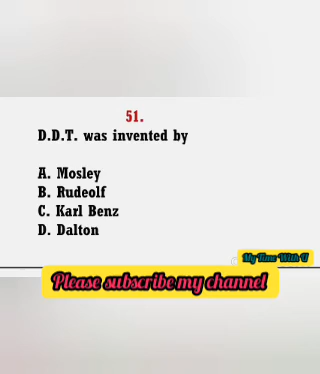 51.
D.D.T. was invented by
A. Mosley
B. Rudeolf
C. Karl Benz
D. Dalton
My Time With U
Please subscribe my channel